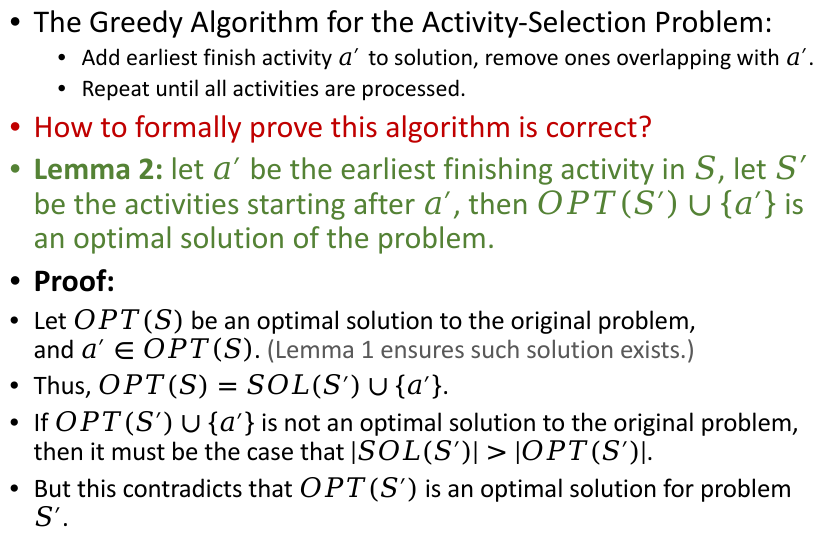 • The Greedy Algorithm for the Activity-Selection Problem:
• Add earliest finish activity a′ to solution, remove ones overlapping with a′.
• Repeat until all activities are processed.
• How to formally prove this algorithm is correct?
• Lemma 2: let a′ be the earliest finishing activity in S, let S′
be the activities starting after a′, then OPT(S′) ∪ {a′} is
an optimal solution of the problem.
• Proof:
• Let OPT(S) be an optimal solution to the original problem,
and a′ ∈ OPT(S). (Lemma 1 ensures such solution exists.)
• Thus, OPT(S) = SOL(S′) ∪ {a′}.
• If OPT(S′) ∪ {a′} is not an optimal solution to the original problem,
then it must be the case that |SOL(S′)| > |OPT(S′)|.
• But this contradicts that OPT(S′) is an optimal solution for problem
S′.